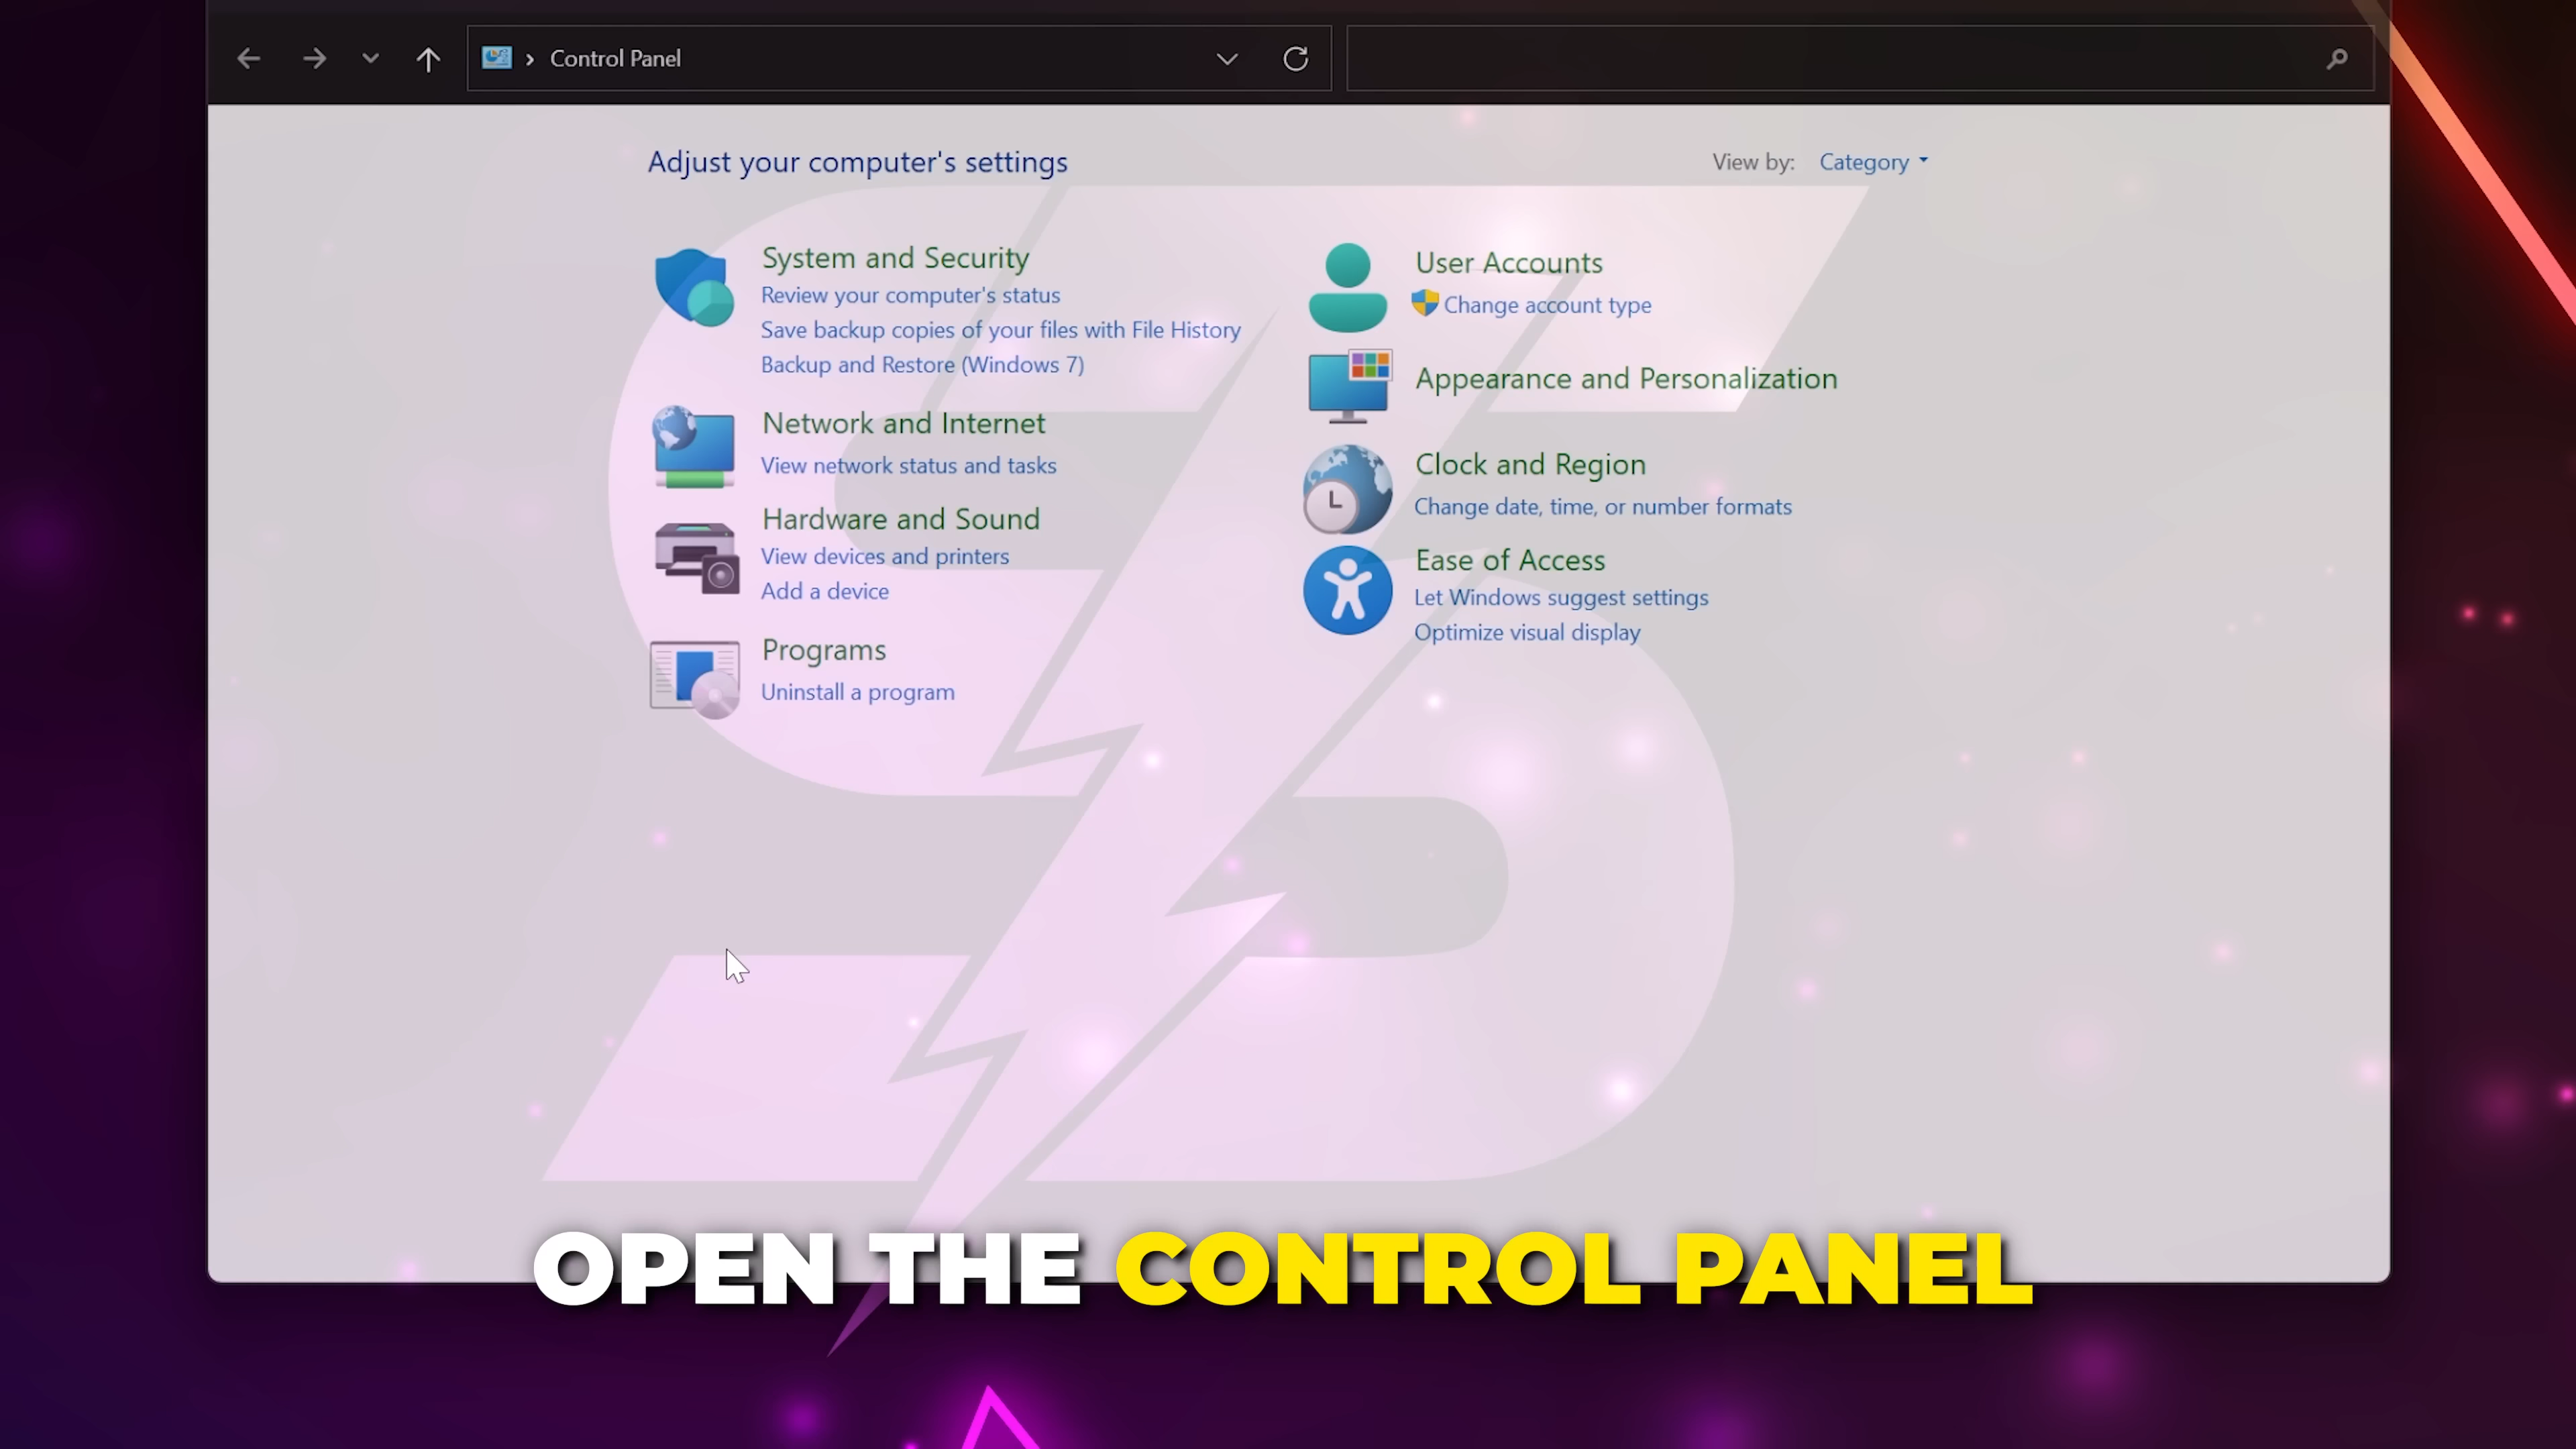 Control Panel
Adjust your computer's settings
View by: Category
System and Security
Review your computer's status
Save backup copies of your files with File History
Backup and Restore (Windows 7)
Network and Internet
View network status and tasks
Hardware and Sound
View devices and printers
Add a device
Programs
Uninstall a program
User Accounts
Change account type
Appearance and Personalization
Clock and Region
Change date, time, or number formats
Ease of Access
Let Windows suggest settings
Optimize visual display
OPEN THE CONTROL PANEL